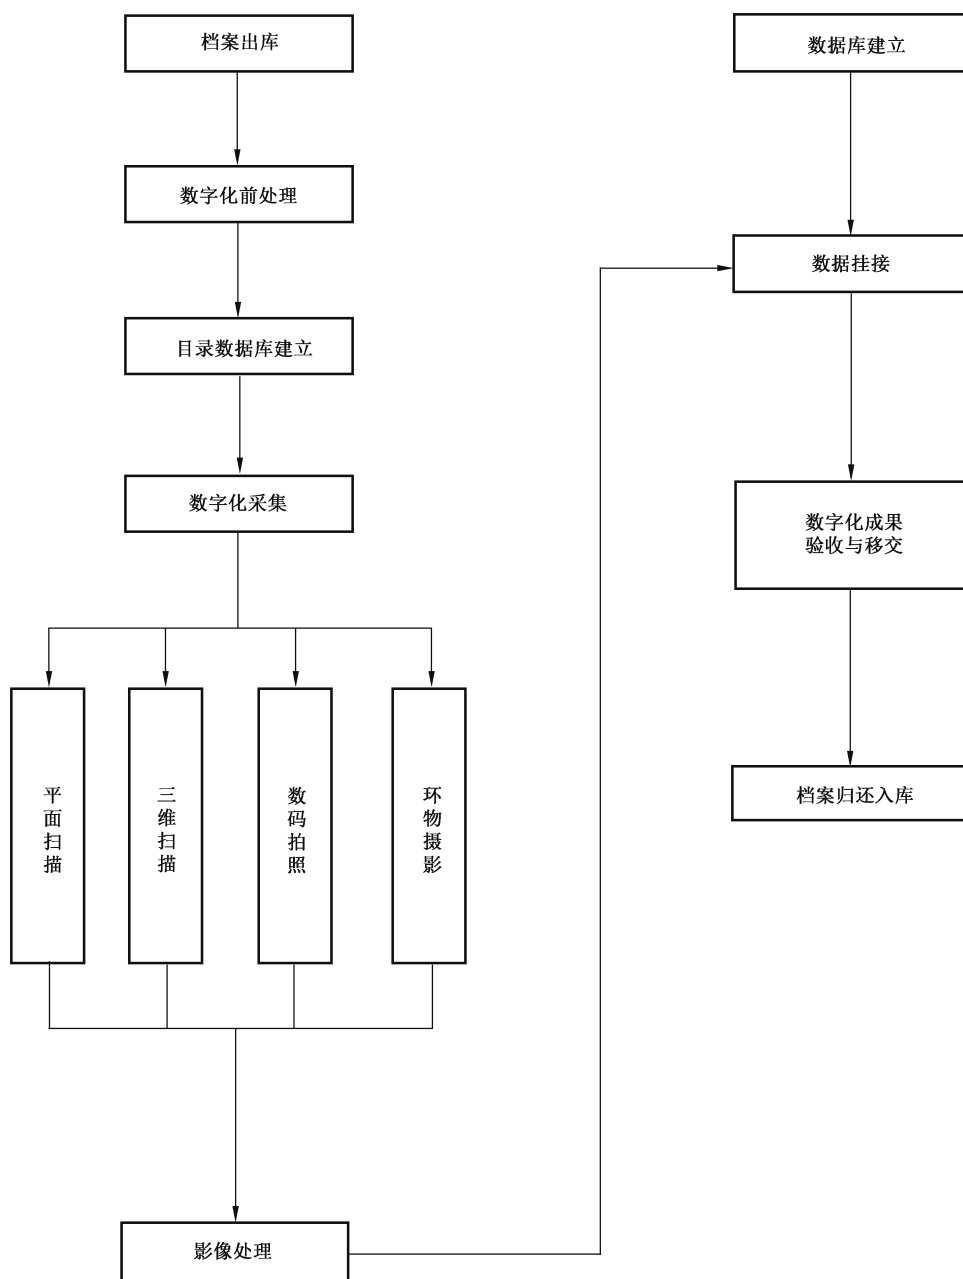 档案出库
数字化前处理
目录数据库建立
数字化采集
平面扫描
三维扫描
数码拍照
环物摄影
影像处理
数据库建立
数据挂接
数字化成果
验收与移交
档案归还入库